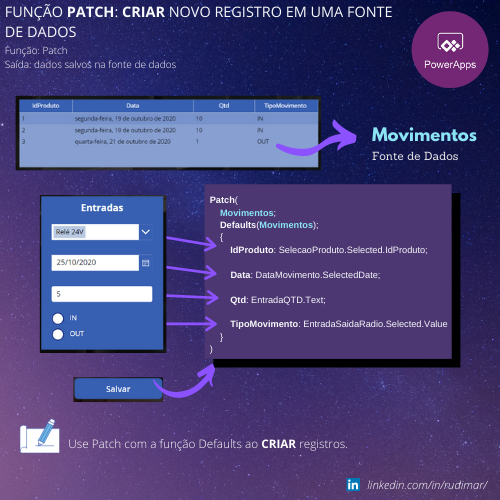 FUNÇÃO PATCH: CRIAR NOVO REGISTRO EM UMA FONTE
DE DADOS
Função: Patch
Saída: dados salvos na fonte de dados
PowerApps
IdProduto Data Qtd TipoMovimento
1 segunda-feira, 19 de outubro de 2020 10 IN
2 segunda-feira, 19 de outubro de 2020 10 IN
3 quarta-feira, 21 de outubro de 2020 1 OUT
Movimentos
Fonte de Dados
Entradas
Relé 24V
25/10/2020
5
IN
OUT
Salvar
Patch(
Movimentos;
Defaults(Movimentos);
{
IdProduto: SelecaoProduto.Selected.IdProduto;
Data: DataMovimento.SelectedDate;
Qtd: EntradaQTD.Text;
TipoMovimento: EntradaSaidaRadio.Selected.Value
}
)
Use Patch com a função Defaults ao CRIAR registros.
in linkedin.com/in/rudimar/